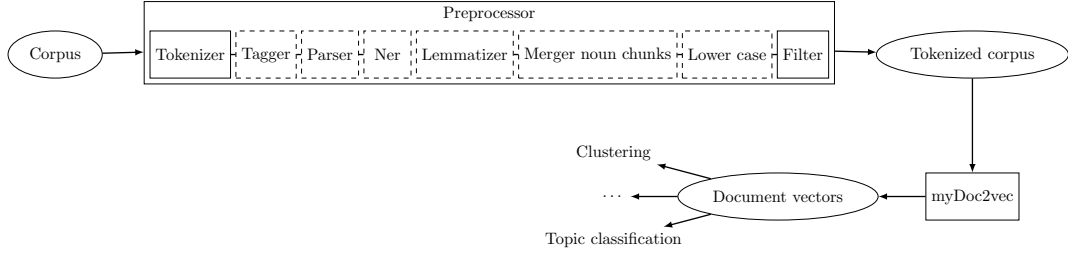 Preprocessor
Corpus
Tokenizer
Tagger
Parser
Ner
Lemmatizer
Merger noun chunks
Lower case
Filter
Tokenized corpus
Clustering
...
Document vectors
myDoc2vec
Topic classification